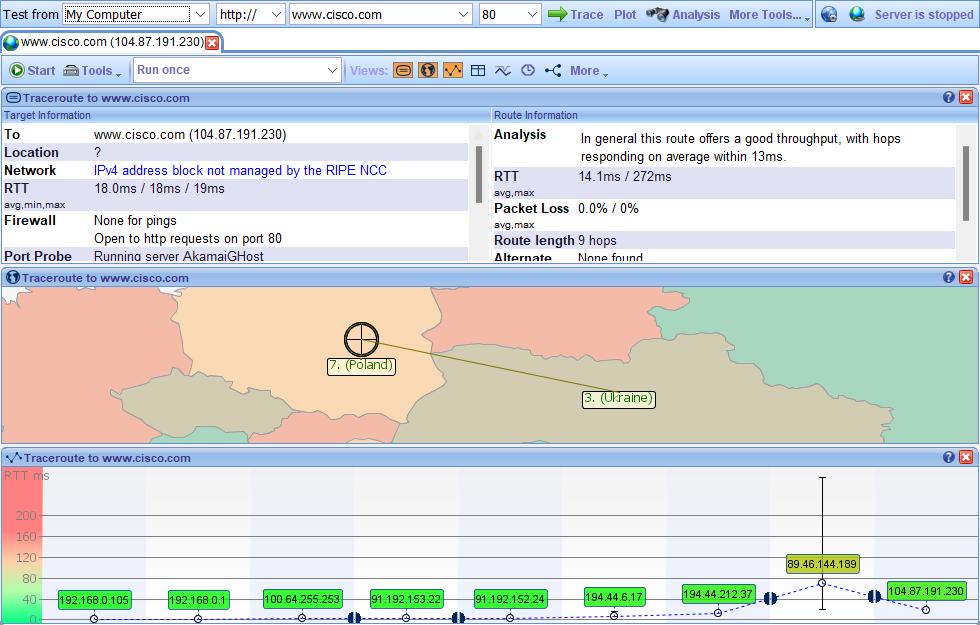 Test from My Computer http:// www.cisco.com 80 Trace Plot Analysis More Tools... Server is stopped
www.cisco.com (104.87.191.230)
Start Tools Run once Views: More
Traceroute to www.cisco.com
Target Information
To www.cisco.com (104.87.191.230)
Location ?
Network IPv4 address block not managed by the RIPE NCC
RTT 18.0ms / 18ms / 19ms
avg,min,max
Firewall None for pings
Open to http requests on port 80
Port Probe Running server AkamaiGHost
Route Information
Analysis In general this route offers a good throughput, with hops
responding on average within 13ms.
RTT 14.1ms / 272ms
avg,max
Packet Loss 0.0% / 0%
avg,max
Route length 9 hops
Alternate None found
Traceroute to www.cisco.com
7. (Poland)
3. (Ukraine)
Traceroute to www.cisco.com
RTT ms
200
160
120
80
40
0
192.168.0.105
192.168.0.1
100.64.255.253
91.192.153.22
91.192.152.24
194.44.6.17
194.44.212.37
89.46.144.189
104.87.191.230